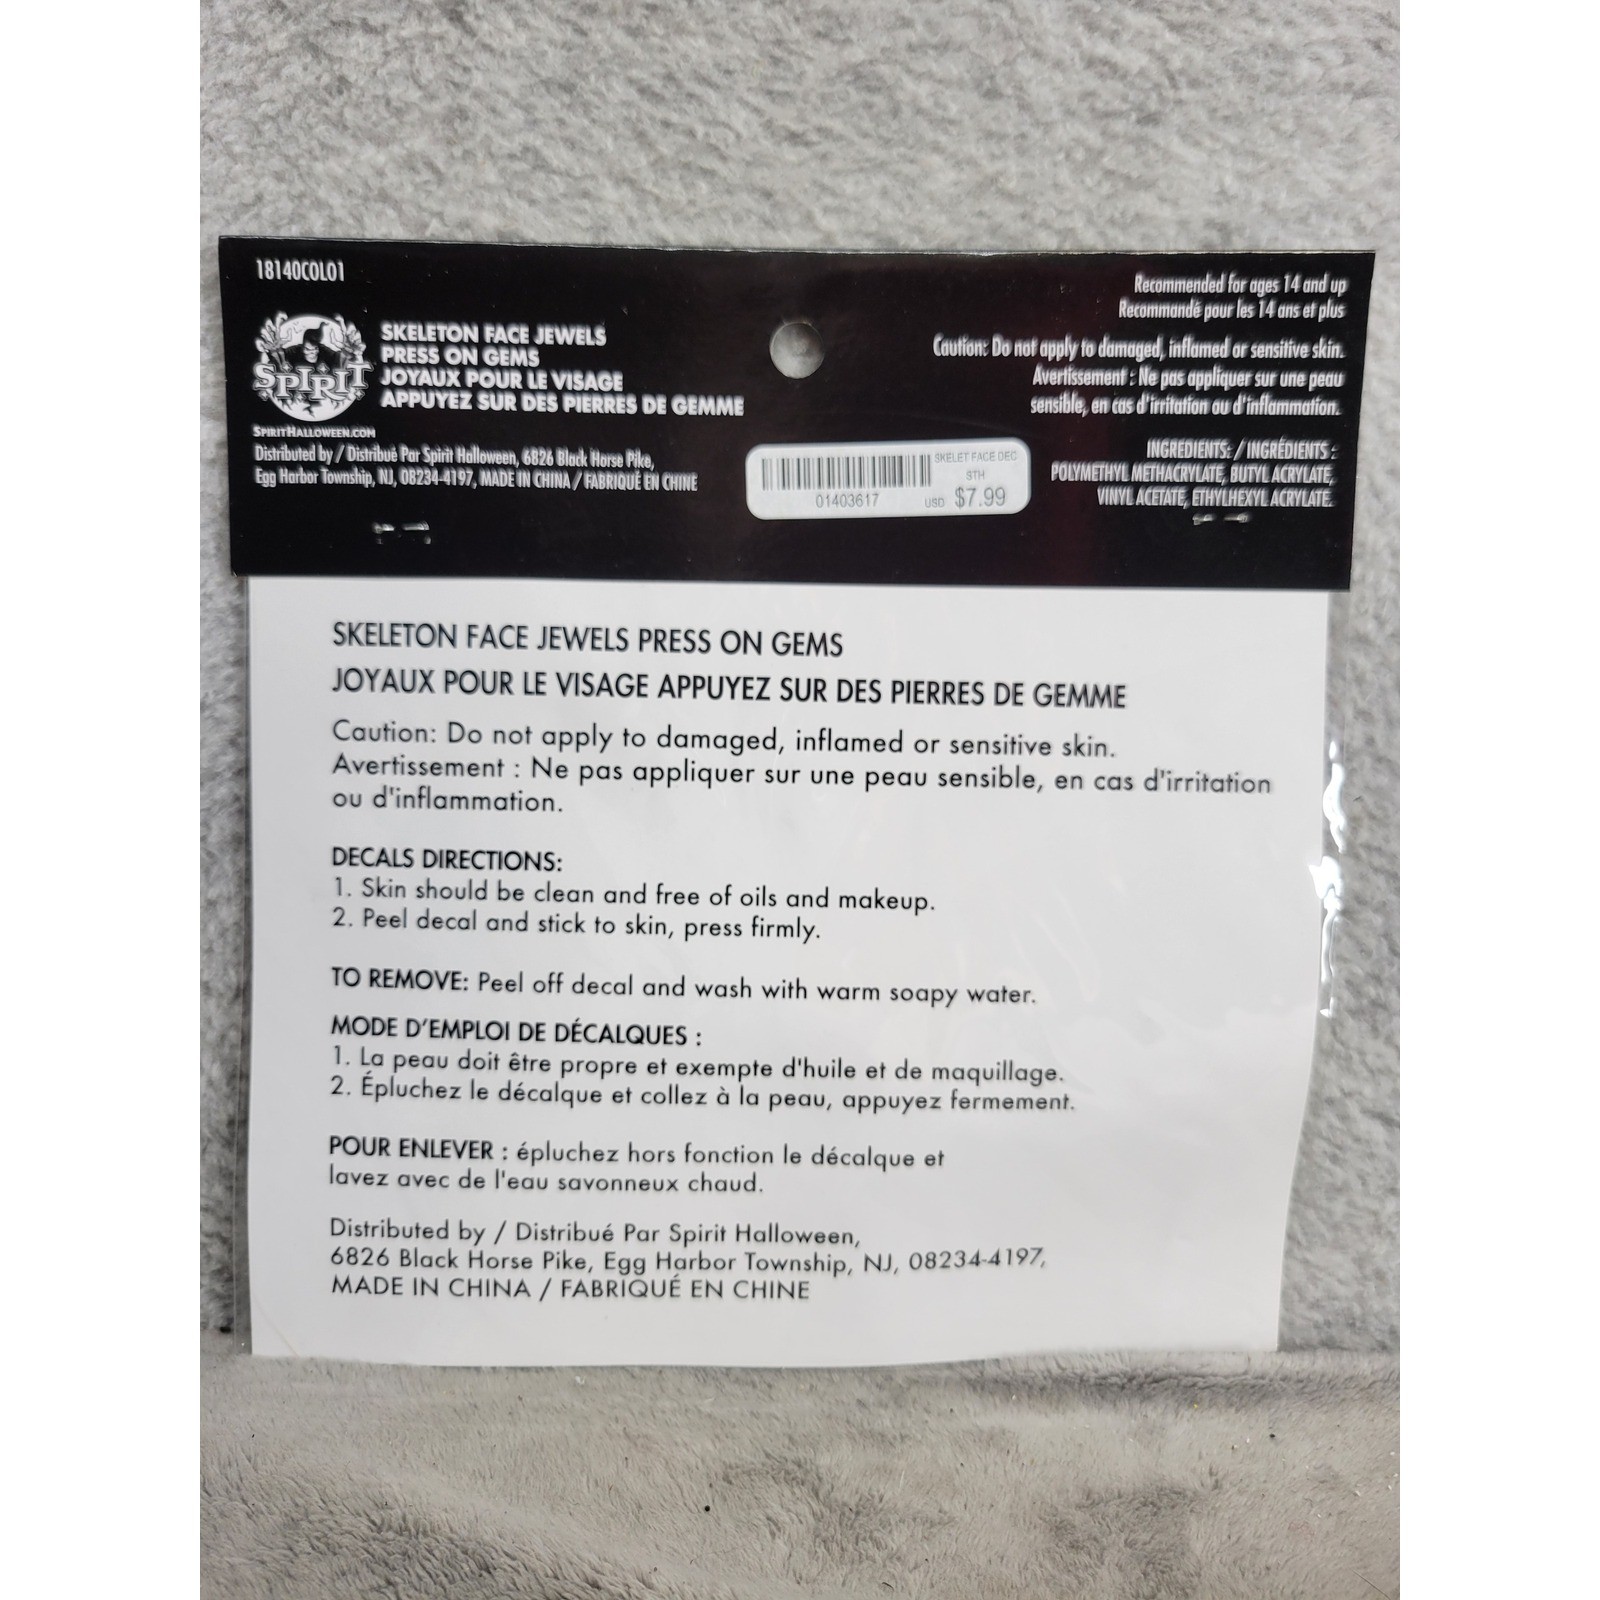 18140COL01
SPIRIT
SKELETON FACE JEWELS
PRESS ON GEMS
JOYAUX POUR LE VISAGE
APPUYEZ SUR DES PIERRES DE GEMME
SPIRITHALLOWEEN.COM
Distributed by / Distribué Par Spirit Halloween, 6826 Black Horse Pike,
Egg Harbor Township, NJ, 08234-4197, MADE IN CHINA / FABRIQUÉ EN CHINE
Recommended for ages 14 and up
Recommandé pour les 14 ans et plus
Caution: Do not apply to damaged, inflamed or sensitive skin.
Avertissement : Ne pas appliquer sur une peau
sensible, en cas d'irritation ou d'inflammation.
INGREDIENTS: / INGRÉDIENTS :
POLYMETHYL METHACRYLATE, BUTYL ACRYLATE,
VINYL ACETATE, ETHYLHEXYL ACRYLATE.
SKELET FACE DEC
STH
01403617 USD $7.99
SKELETON FACE JEWELS PRESS ON GEMS
JOYAUX POUR LE VISAGE APPUYEZ SUR DES PIERRES DE GEMME
Caution: Do not apply to damaged, inflamed or sensitive skin.
Avertissement : Ne pas appliquer sur une peau sensible, en cas d'irritation
ou d'inflammation.
DECALS DIRECTIONS:
1. Skin should be clean and free of oils and makeup.
2. Peel decal and stick to skin, press firmly.
TO REMOVE: Peel off decal and wash with warm soapy water.
MODE D'EMPLOI DE DÉCALQUES :
1. La peau doit être propre et exempte d'huile et de maquillage.
2. Épluchez le décalque et collez à la peau, appuyez fermement.
POUR ENLEVER : épluchez hors fonction le décalque et
lavez avec de l'eau savonneux chaud.
Distributed by / Distribué Par Spirit Halloween,
6826 Black Horse Pike, Egg Harbor Township, NJ, 08234-4197,
MADE IN CHINA / FABRIQUÉ EN CHINE